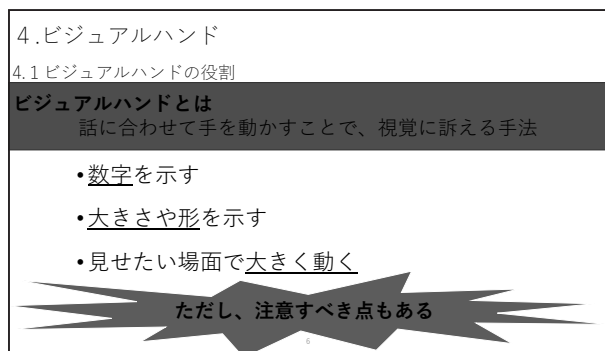 ４.ビジュアルハンド
4.1ビジュアルハンドの役割
ビジュアルハンドとは
話に合わせて手を動かすことで、視覚に訴える手法
•数字を示す
•大きさや形を示す
•見せたい場面で大きく動く
ただし、注意すべき点もある
6